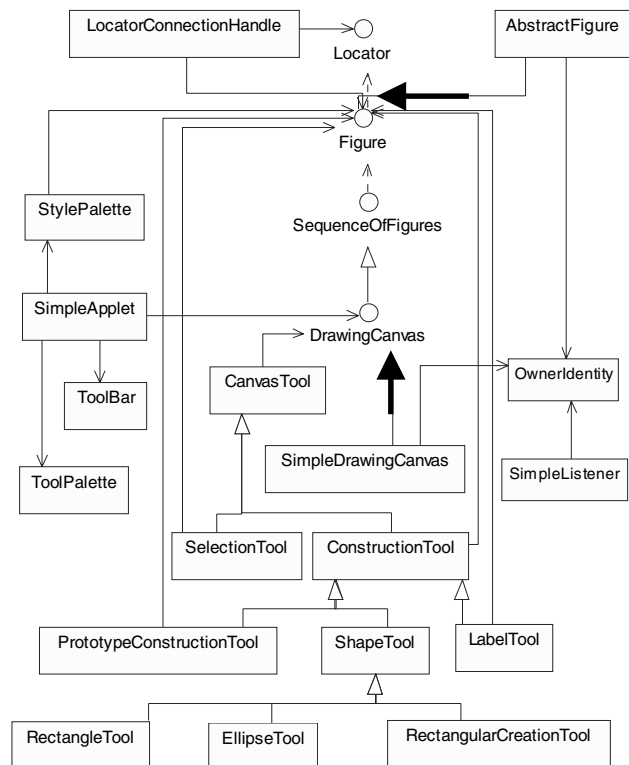 LocatorConnectionHandle
AbstractFigure
Locator
Figure
StylePalette
SequenceOfFigures
SimpleApplet
DrawingCanvas
CanvasTool
OwnerIdentity
ToolBar
SimpleDrawingCanvas
SimpleListener
ToolPalette
SelectionTool
ConstructionTool
PrototypeConstructionTool
ShapeTool
LabelTool
RectangleTool
EllipseTool
RectangularCreationTool